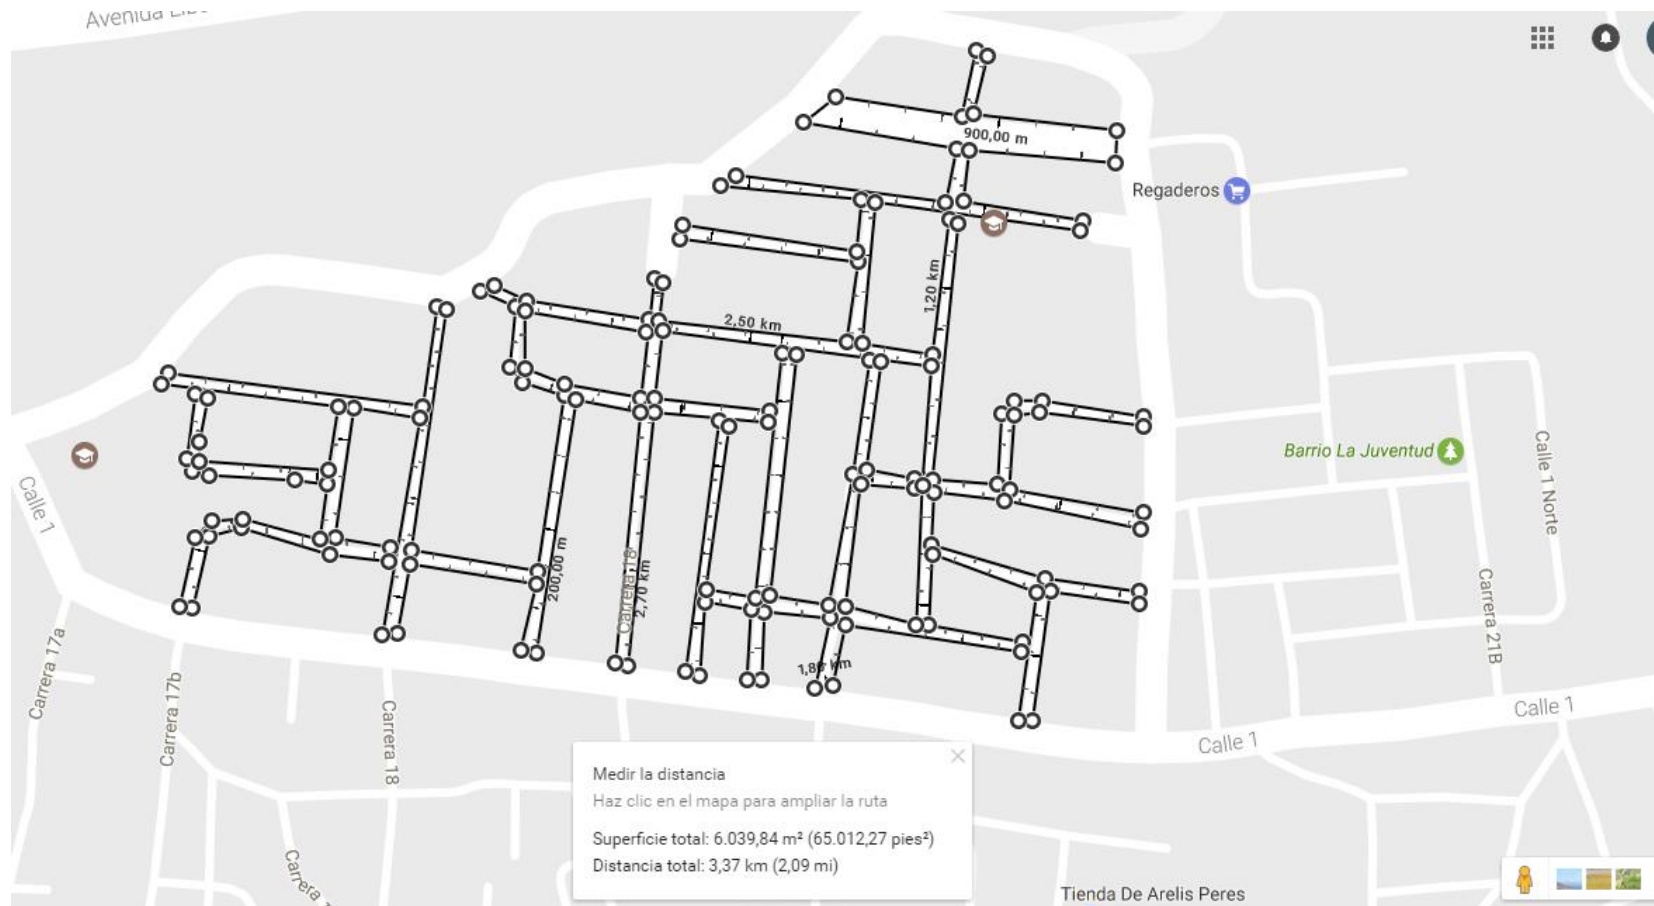 Avenida
900,00 m
Regaderos
1,20 km
2,50 km
Barrio La Juventud
Calle 1
Calle 1 Norte
200,00 m
Carrera 18
2,70 km
Carrera 21B
Carrera 17a
Carrera 17b
1,80 km
Carrera 18
Calle 1
Calle 1
Medir la distancia
Haz clic en el mapa para ampliar la ruta
Superficie total: 6.039,84 m² (65.012,27 pies²)
Distancia total: 3,37 km (2,09 mi)
Carrera
Tienda De Arelis Peres